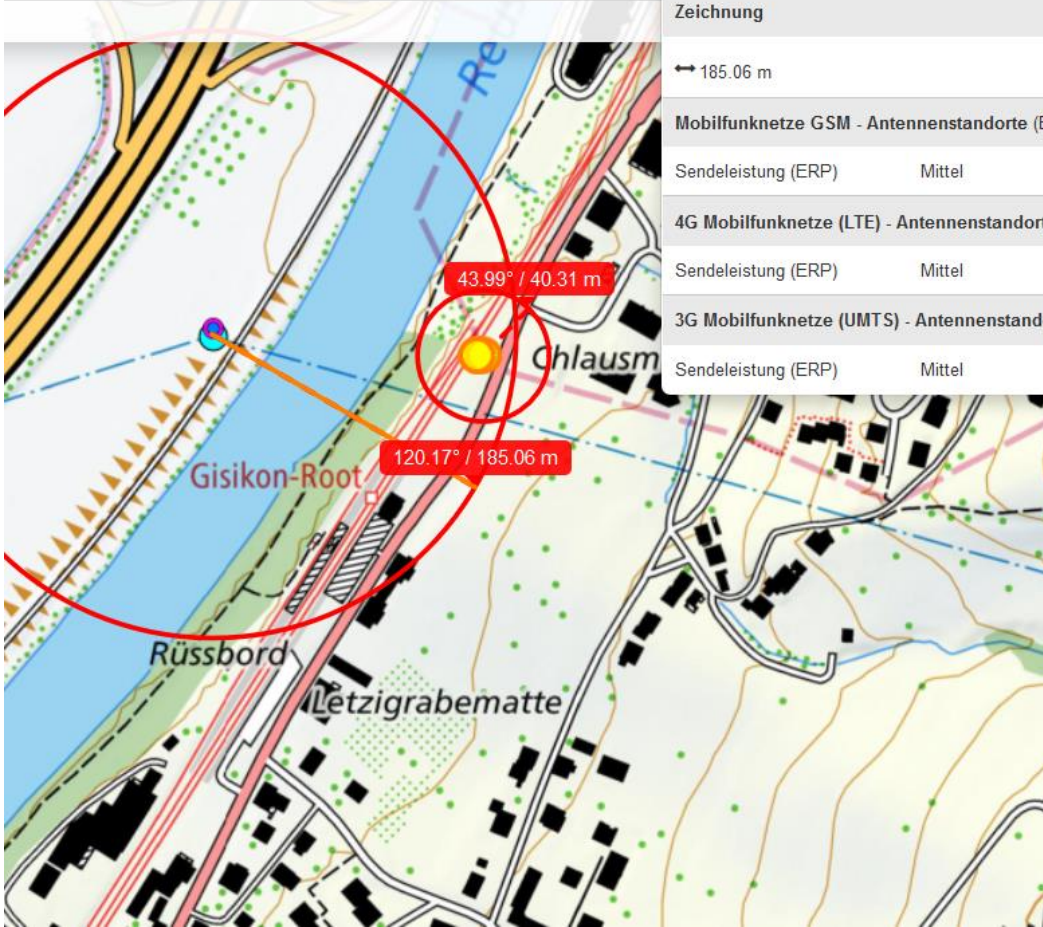 Zeichnung
185.06 m
Mobilfunknetze GSM - Antennenstandorte (
Sendeleistung (ERP) Mittel
4G Mobilfunknetze (LTE) - Antennenstandort
Sendeleistung (ERP) Mittel
3G Mobilfunknetze (UMTS) - Antennenstand
Sendeleistung (ERP) Mittel
43.99° / 40.31 m
Chlausm
120.17° / 185.06 m
Gisikon-Root
Rüssbord
Letzigrabematte